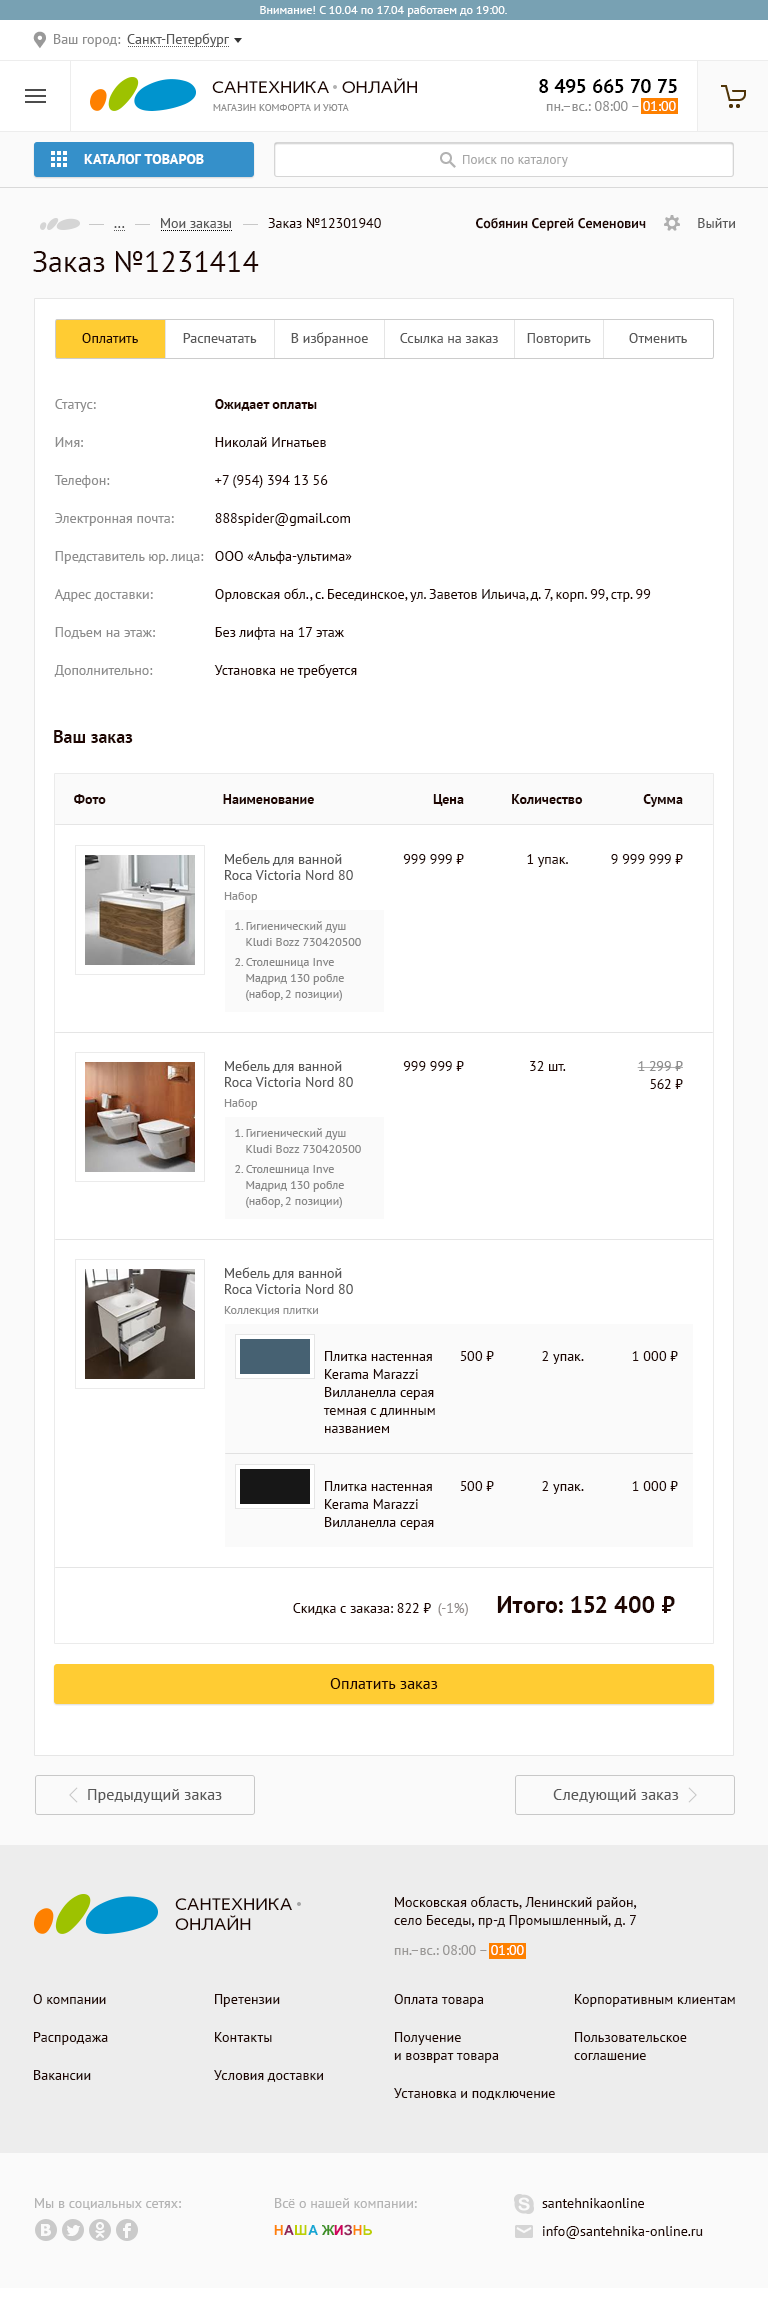 Внимание! С 10.04 по 17.04 работаем до 19:00.
Ваш город: Санкт-Петербург
САНТЕХНИКА • ОНЛАЙН
МАГАЗИН КОМФОРТА И УЮТА
8 495 665 70 75
пн.–вс.: 08:00 – 01:00
КАТАЛОГ ТОВАРОВ
Поиск по каталогу
— ... — Мои заказы — Заказ №12301940
Собянин Сергей Семенович
Выйти
Заказ №1231414
Оплатить
Распечатать
В избранное
Ссылка на заказ
Повторить
Отменить
Статус: Ожидает оплаты
Имя: Николай Игнатьев
Телефон: +7 (954) 394 13 56
Электронная почта: 888spider@gmail.com
Представитель юр. лица: ООО «Альфа-ультима»
Адрес доставки: Орловская обл., с. Бесединское, ул. Заветов Ильича, д. 7, корп. 99, стр. 99
Подъем на этаж: Без лифта на 17 этаж
Дополнительно: Установка не требуется
Ваш заказ
Фото Наименование Цена Количество Сумма
Мебель для ванной 999 999 ₽ 1 упак. 9 999 999 ₽
Roca Victoria Nord 80
Набор
1. Гигиенический душ
Kludi Bozz 730420500
2. Столешница Inve
Мадрид 130 робле
(набор, 2 позиции)
Мебель для ванной 999 999 ₽ 32 шт. 1 299 ₽
Roca Victoria Nord 80 562 ₽
Набор
1. Гигиенический душ
Kludi Bozz 730420500
2. Столешница Inve
Мадрид 130 робле
(набор, 2 позиции)
Мебель для ванной
Roca Victoria Nord 80
Коллекция плитки
Плитка настенная 500 ₽ 2 упак. 1 000 ₽
Kerama Marazzi
Вилланелла серая
темная с длинным
названием
Плитка настенная 500 ₽ 2 упак. 1 000 ₽
Kerama Marazzi
Вилланелла серая
Скидка с заказа: 822 ₽ (-1%) Итого: 152 400 ₽
Оплатить заказ
Предыдущий заказ
Следующий заказ
САНТЕХНИКА •
ОНЛАЙН
Московская область, Ленинский район,
село Беседы, пр-д Промышленный, д. 7
пн.–вс.: 08:00 – 01:00
О компании
Распродажа
Вакансии
Претензии
Контакты
Условия доставки
Оплата товара
Получение
и возврат товара
Установка и подключение
Корпоративным клиентам
Пользовательское
соглашение
Мы в социальных сетях:
Всё о нашей компании:
НАША ЖИЗНЬ
santehnikaonline
info@santehnika-online.ru